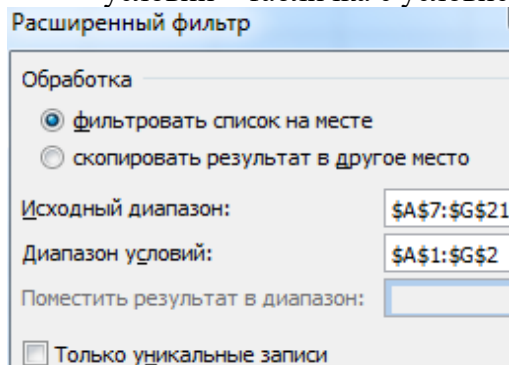 Расширенный фильтр
Обработка
фильтровать список на месте
скопировать результат в другое место
Исходный диапазон: $A$7:$G$21
Диапазон условий: $A$1:$G$2
Поместить результат в диапазон:
Только уникальные записи